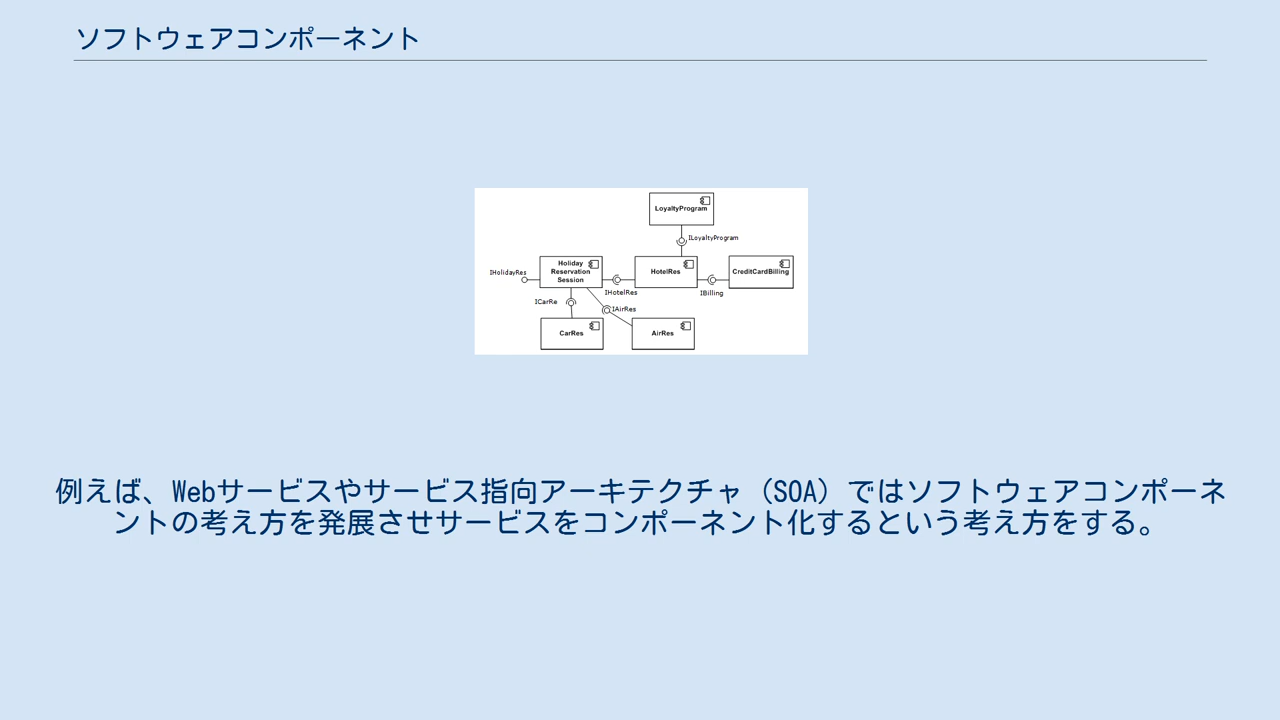 ソフトウェアコンポーネント
LoyaltyProgram
ILoyaltyProgram
IHolidayRes
Holiday
Reservation
Session
HotelRes
CreditCardBilling
IHotelRes
IBilling
ICarRe
IAirRes
CarRes
AirRes
例えば、Webサービスやサービス指向アーキテクチャ（SOA）ではソフトウェアコンポーネ
ントの考え方を発展させサービスをコンポーネント化するという考え方をする。